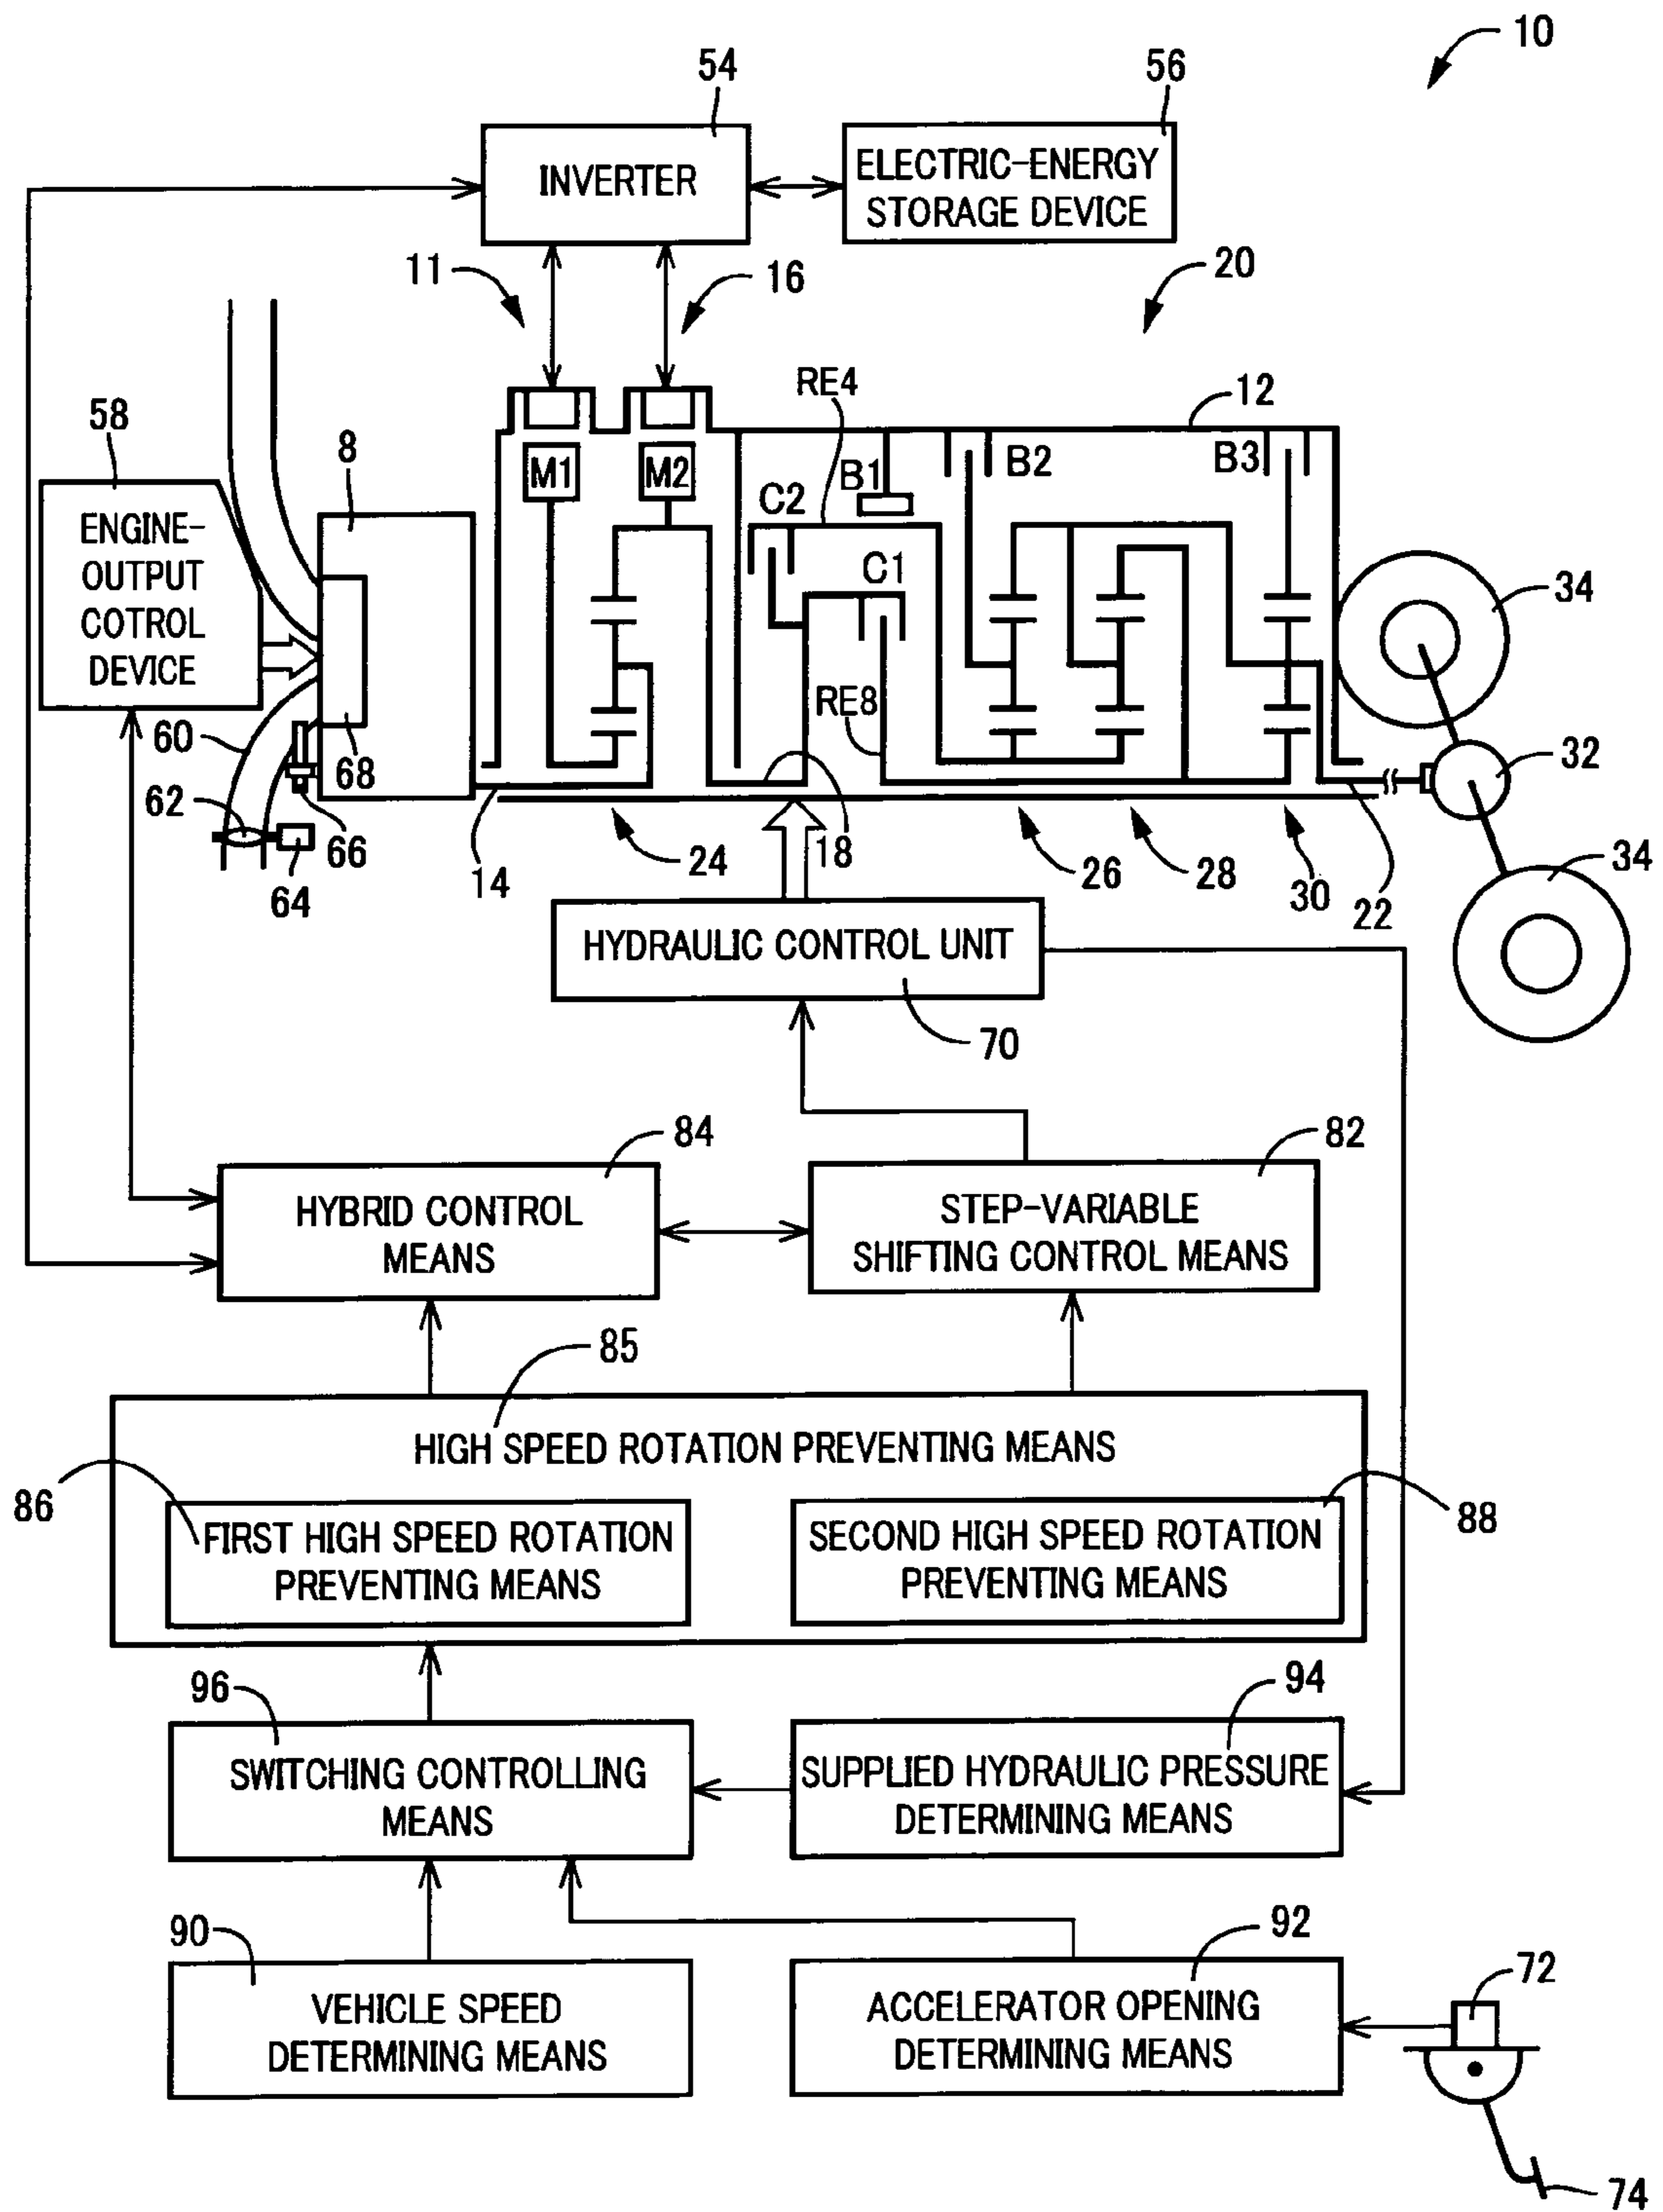 10
54
56
INVERTER
ELECTRIC-ENERGY
STORAGE DEVICE
11
16
20
58
8
RE4
12
M1
M2
C2
B1
B2
B3
ENGINE-
OUTPUT
COTROL
DEVICE
C1
34
RE8
60
68
32
62
66
64
14
24
18
26
28
30
22
34
HYDRAULIC CONTROL UNIT
70
84
82
HYBRID CONTROL
MEANS
STEP-VARIABLE
SHIFTING CONTROL MEANS
85
HIGH SPEED ROTATION PREVENTING MEANS
86
88
FIRST HIGH SPEED ROTATION
PREVENTING MEANS
SECOND HIGH SPEED ROTATION
PREVENTING MEANS
96
94
SWITCHING CONTROLLING
MEANS
SUPPLIED HYDRAULIC PRESSURE
DETERMINING MEANS
90
92
VEHICLE SPEED
DETERMINING MEANS
ACCELERATOR OPENING
DETERMINING MEANS
72
74